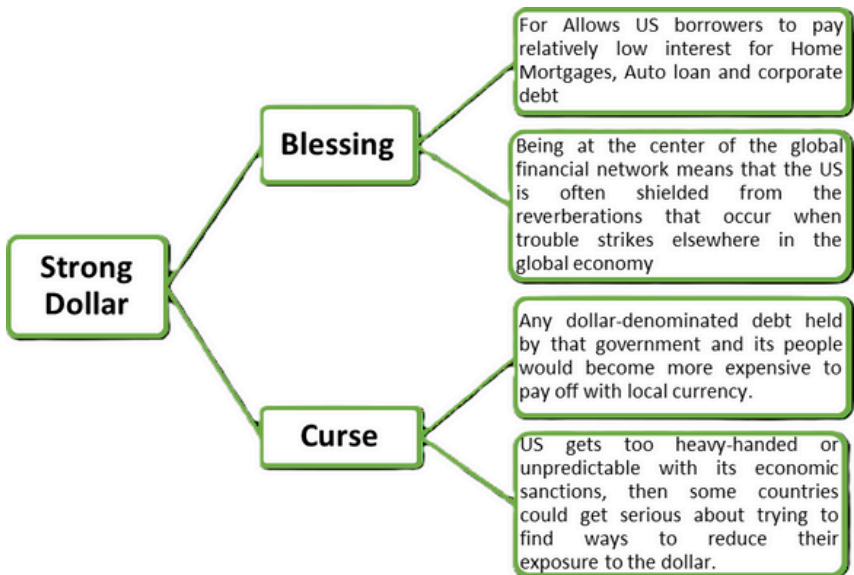 Strong
Dollar
Blessing
For Allows US borrowers to pay
relatively low interest for Home
Mortgages, Auto loan and corporate
debt
Being at the center of the global
financial network means that the US
is often shielded from the
reverberations that occur when
trouble strikes elsewhere in the
global economy
Curse
Any dollar-denominated debt held
by that government and its people
would become more expensive to
pay off with local currency.
US gets too heavy-handed or
unpredictable with its economic
sanctions, then some countries
could get serious about trying to
find ways to reduce their
exposure to the dollar.